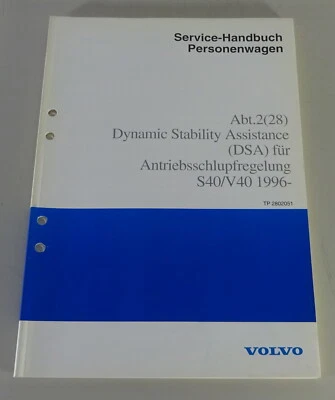 Service-Handbuch
Personenwagen
Abt.2(28)
Dynamic Stability Assistance
(DSA) für
Antriebsschlupfregelung
S40/V40 1996-
TP 2802051
VOLVO